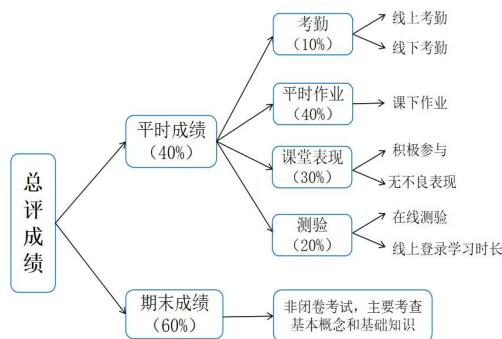 总评成绩
平时成绩
（40%）
考勤
（10%）
线上考勤
线下考勤
平时作业
（40%）
课下作业
课堂表现
（30%）
积极参与
无不良表现
测验
（20%）
在线测验
线上登录学习时长
期末成绩
（60%）
非闭卷考试，主要考查
基本概念和基础知识